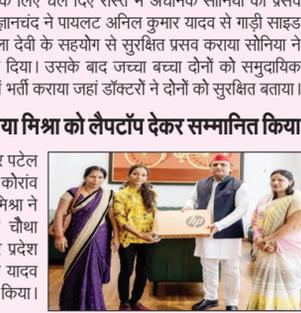 के लिए चल दिए रास्ते में अचानक सोनिया को प्रसव
ज्ञानचंद ने पायलट अनिल कुमार यादव से गाड़ी साइड
ला देवी के सहयोग से सुरक्षित प्रसव कराया सोनिया ने
दिया। उसके बाद जच्चा बच्चा दोनों को समुदायिक
भर्ती कराया जहां डॉक्टरों ने दोनों को सुरक्षित बताया।
या मिश्रा को लैपटॉप देकर सम्मानित किया
र पटेल
कोरांव
मिश्रा ने
चौथा
प्रदेश
यादव
किया।
hp